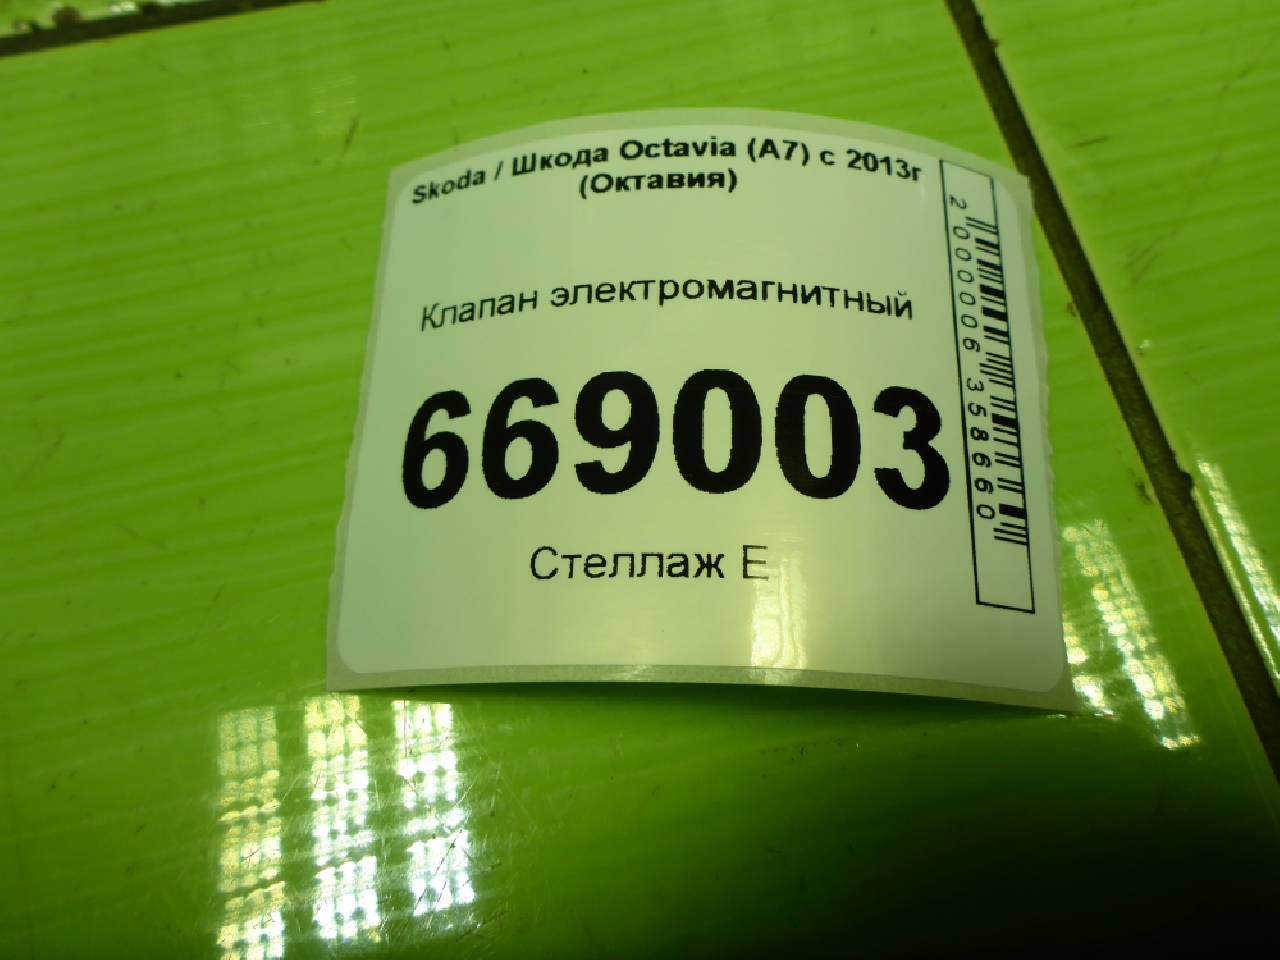 Skoda / Шкода Octavia (A7) с 2013г
(Октавия)
Клапан электромагнитный
669003
Стеллаж Е
2000006358660